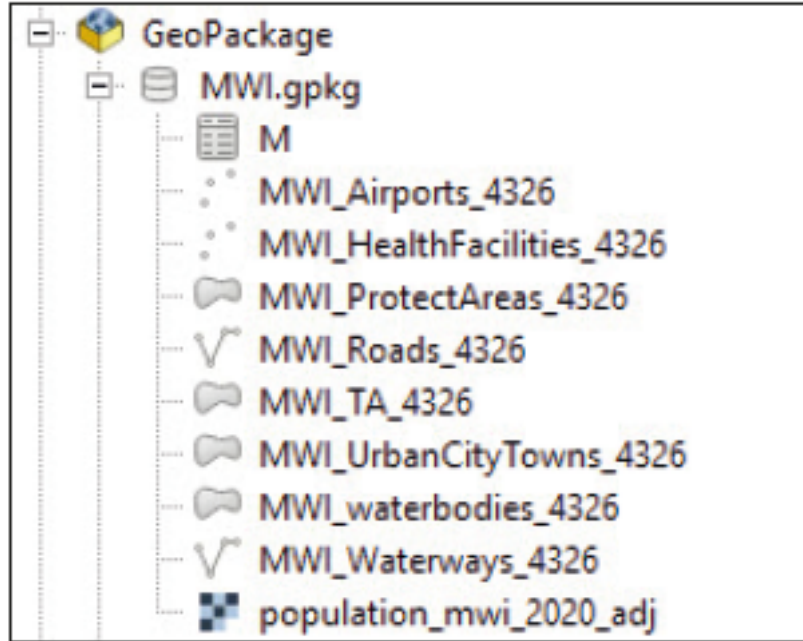 GeoPackage
MWI.gpkg
M
MWI_Airports_4326
MWI_HealthFacilities_4326
MWI_ProtectAreas_4326
MWI_Roads_4326
MWI_TA_4326
MWI_UrbanCityTowns_4326
MWI_waterbodies_4326
MWI_Waterways_4326
population_mwi_2020_adj